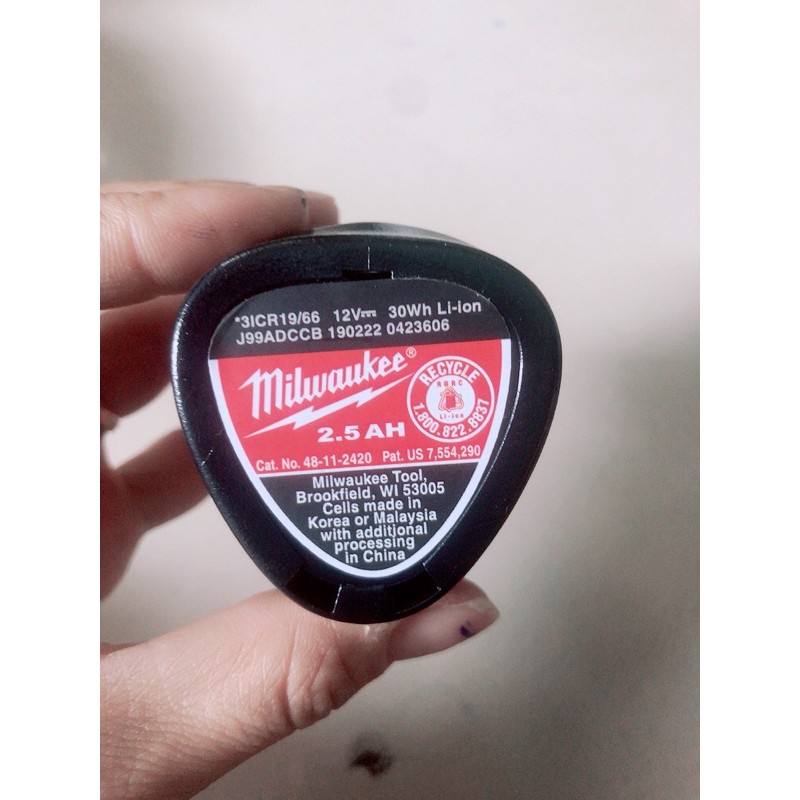 *3ICR19/66 12V⎓ 30Wh Li-ion
J99ADCCB 190222 0423606
Milwaukee®
2.5 AH
RECYCLE
RBRC
Li-ion
1.800.822.8837
Cat. No. 48-11-2420 Pat. US 7,554,290
Milwaukee Tool,
Brookfield, WI 53005
Cells made in
Korea or Malaysia
with additional
processing
in China